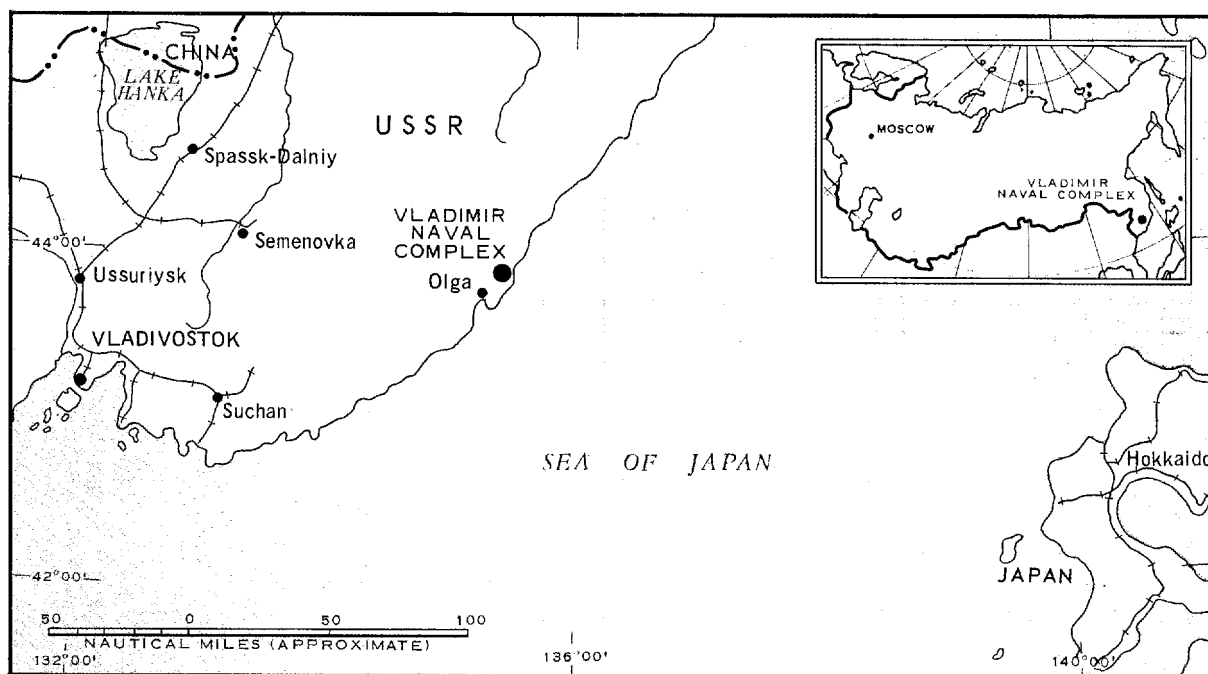 CHINA
LAKE
HANKA
USSR
Spassk-Dalniy
VLADIMIR
NAVAL
COMPLEX
44°00'
Semenovka
Ussuriysk
Olga
VLADIVOSTOK
Suchan
SEA OF JAPAN
Hokkaido
JAPAN
42°00'
50 0 50 100
NAUTICAL MILES (APPROXIMATE)
132°00'
136°00'
140°00'
MOSCOW
VLADIMIR
NAVAL COMPLEX